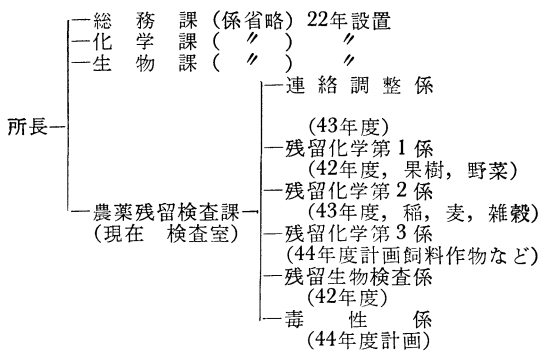 総務課(係省略) 22年設置
化学課( 〃 ) 〃
生物課( 〃 ) 〃
連絡調整係
(43年度)
所長
残留化学第1係
(42年度, 果樹, 野菜)
残留化学第2係
農薬残留検査課
(43年度, 稲, 麦, 雑穀)
(現在 検査室)
残留化学第3係
(44年度計画飼料作物など)
残留生物検査係
(42年度)
毒性係
(44年度計画)